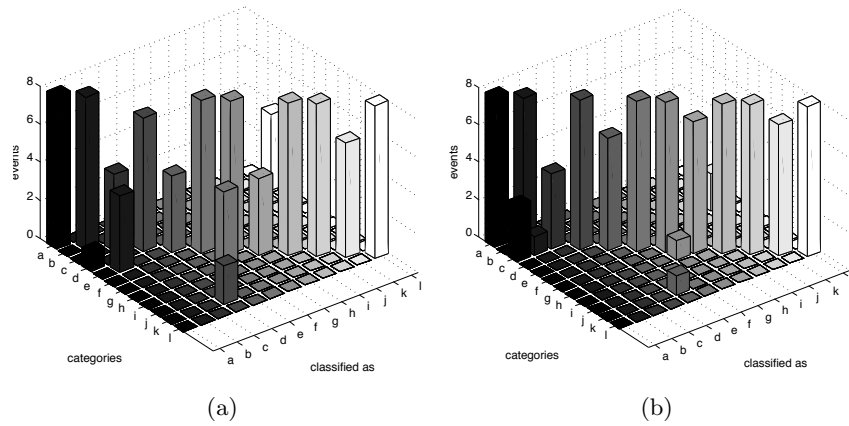 8
6
4
2
0
events
a b c d e f g h i j k l
categories
a b c d e f g h i j k l
classified as
(a)
8
6
4
2
0
events
a b c d e f g h i j k l
categories
a b c d e f g h i j k l
classified as
(b)